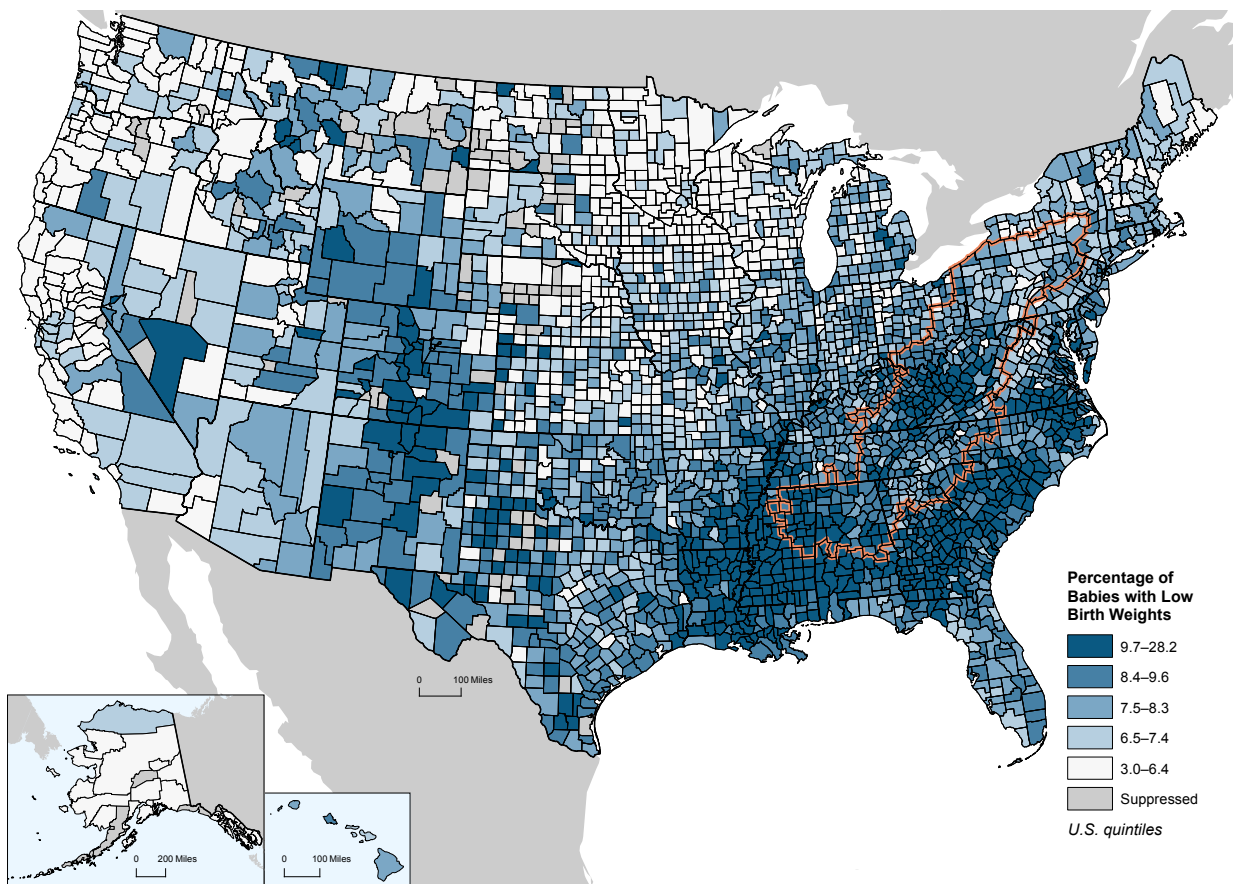 Percentage of
Babies with Low
Birth Weights
9.7–28.2
8.4–9.6
7.5–8.3
6.5–7.4
3.0–6.4
Suppressed
U.S. quintiles
0 100 Miles
0 200 Miles
0 100 Miles